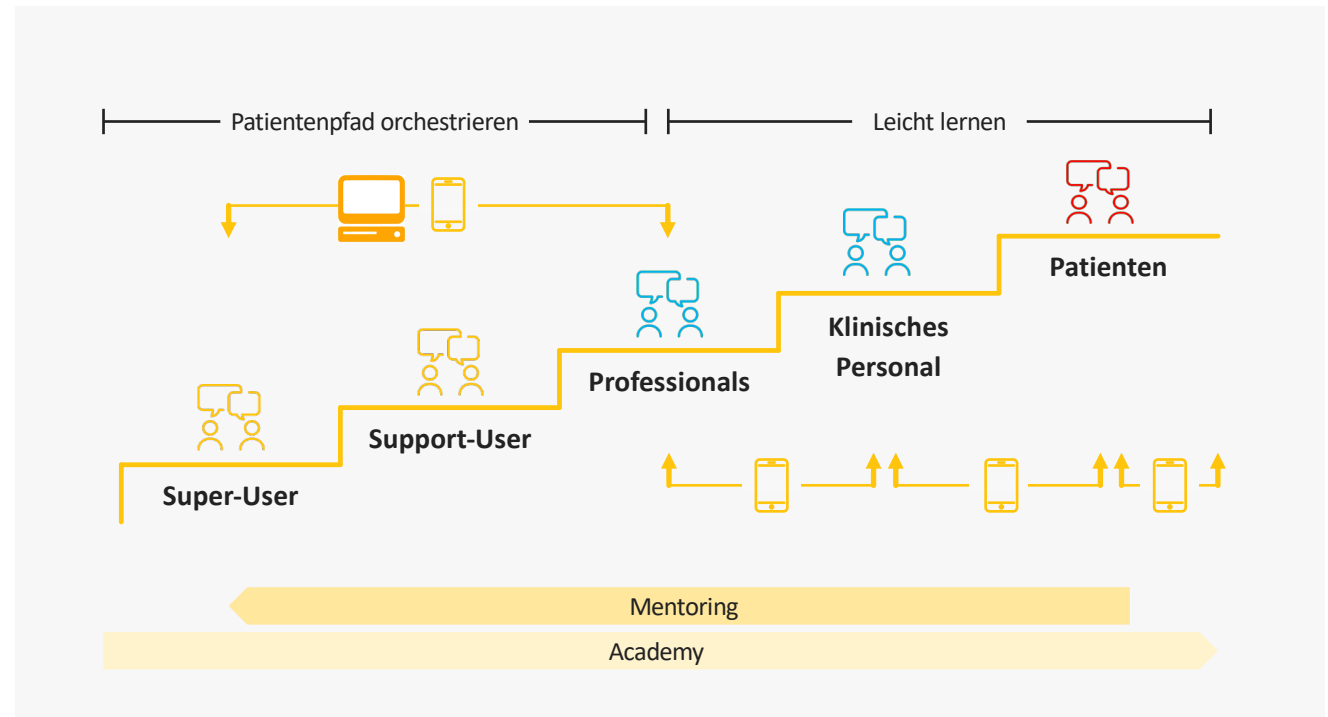 Patientenpfad orchestrieren
Leicht lernen
Patienten
Klinisches
Personal
Professionals
Support-User
Super-User
Mentoring
Academy